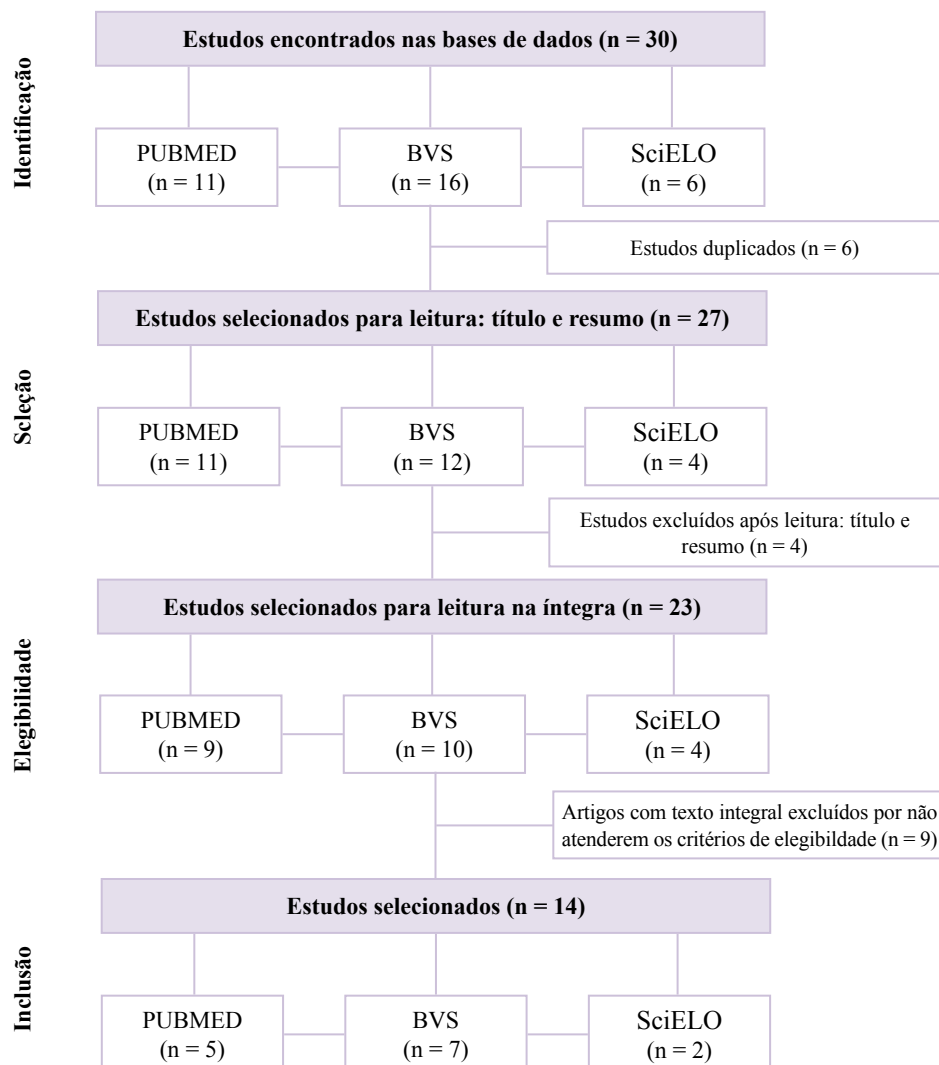 Identificação
Estudos encontrados nas bases de dados (n = 30)
PUBMED
(n = 11)
BVS
(n = 16)
SciELO
(n = 6)
Estudos duplicados (n = 6)
Scleção
Estudos selecionados para leitura: título e resumo (n = 27)
PUBMED
(n = 11)
BVS
(n = 12)
SciELO
(n = 4)
Estudos excluídos após leitura: título e
resumo (n = 4)
Elegibilidade
Estudos selecionados para leitura na íntegra (n = 23)
PUBMED
(n = 9)
BVS
(n = 10)
SciELO
(n = 4)
Artigos com texto integral excluídos por não
atenderem os critérios de elegibildade (n = 9)
Inclusão
Estudos selecionados (n = 14)
PUBMED
(n = 5)
BVS
(n = 7)
SciELO
(n = 2)